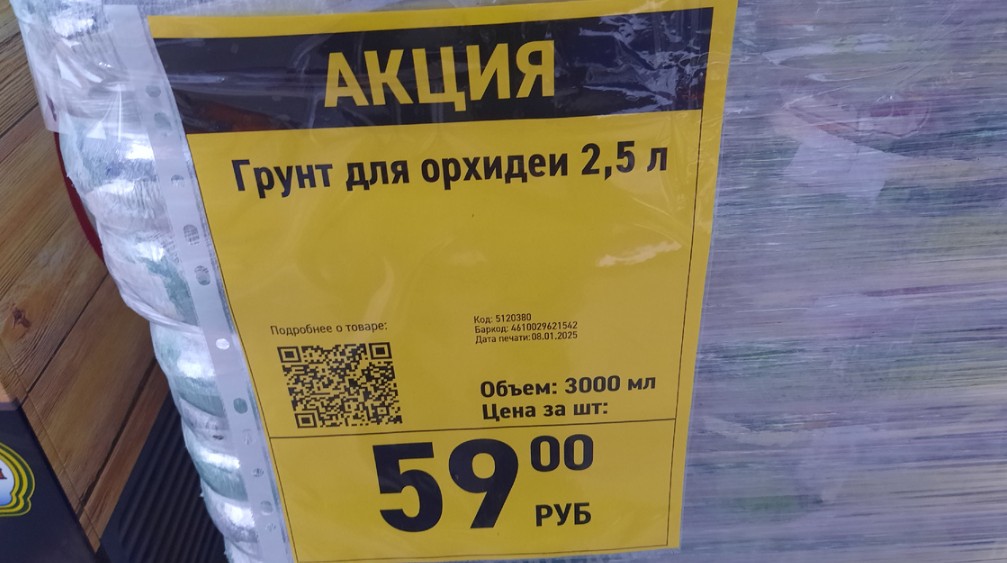 АКЦИЯ
Грунт для орхидеи 2,5 л
Подробнее о товаре:
Код: 5120380
Баркод: 4610029621542
Дата печати:08.01.2025
Объем: 3000 мл
Цена за шт:
59 00
РУБ